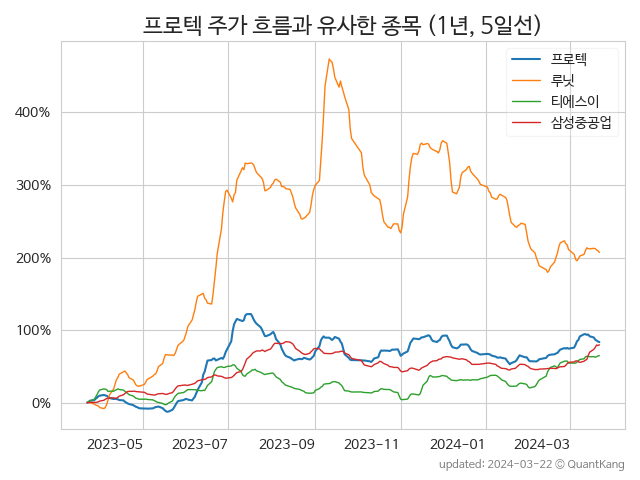 프로텍 주가 흐름과 유사한 종목 (1년, 5일선)
프로텍
루닛
티에스이
삼성중공업
400%
300%
200%
100%
0%
2023-05 2023-07 2023-09 2023-11 2024-01 2024-03
updated: 2024-03-22 © QuantKang